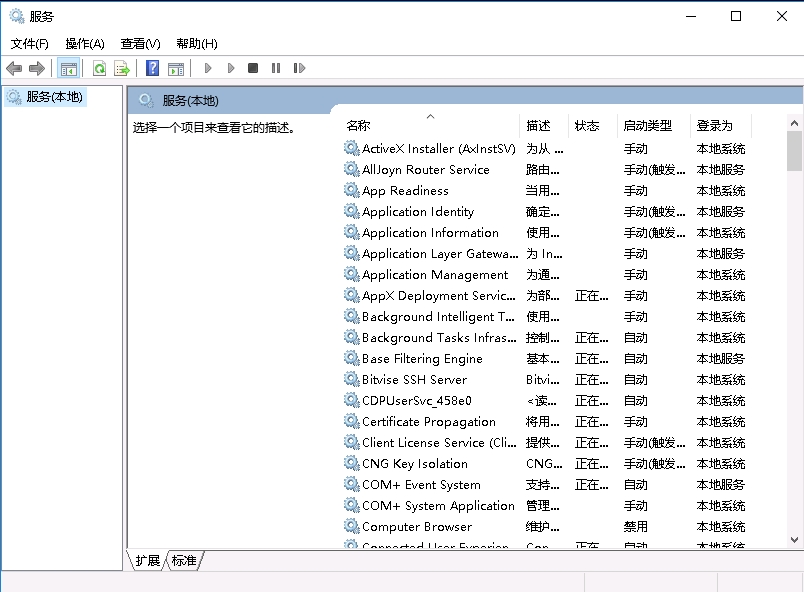 服务
文件(F) 操作(A) 查看(V) 帮助(H)
服务(本地)
服务(本地)
选择一个项目来查看它的描述。
名称 描述 状态 启动类型 登录为
ActiveX Installer (AxInstSV) 为从 ... 手动 本地系统
AllJoyn Router Service 路由... 手动(触发... 本地服务
App Readiness 当用... 手动 本地系统
Application Identity 确定... 手动(触发... 本地服务
Application Information 使用... 手动(触发... 本地系统
Application Layer Gatewa... 为 In... 手动 本地服务
Application Management 为通... 手动 本地系统
AppX Deployment Servic... 为部... 正在... 手动 本地系统
Background Intelligent T... 使用... 手动 本地系统
Background Tasks Infras... 控制... 正在... 自动 本地系统
Base Filtering Engine 基本... 正在... 自动 本地服务
Bitvise SSH Server Bitvi... 正在... 自动 本地系统
CDPUserSvc_458e0 <读... 正在... 自动 本地系统
Certificate Propagation 将用... 正在... 手动 本地系统
Client License Service (Cli... 提供... 正在... 手动(触发... 本地系统
CNG Key Isolation CNG... 正在... 手动(触发... 本地系统
COM+ Event System 支持... 正在... 自动 本地服务
COM+ System Application 管理... 手动 本地系统
Computer Browser 维护... 禁用 本地系统
Connected User Experien... Con... 正在... 自动 本地系统
扩展 标准